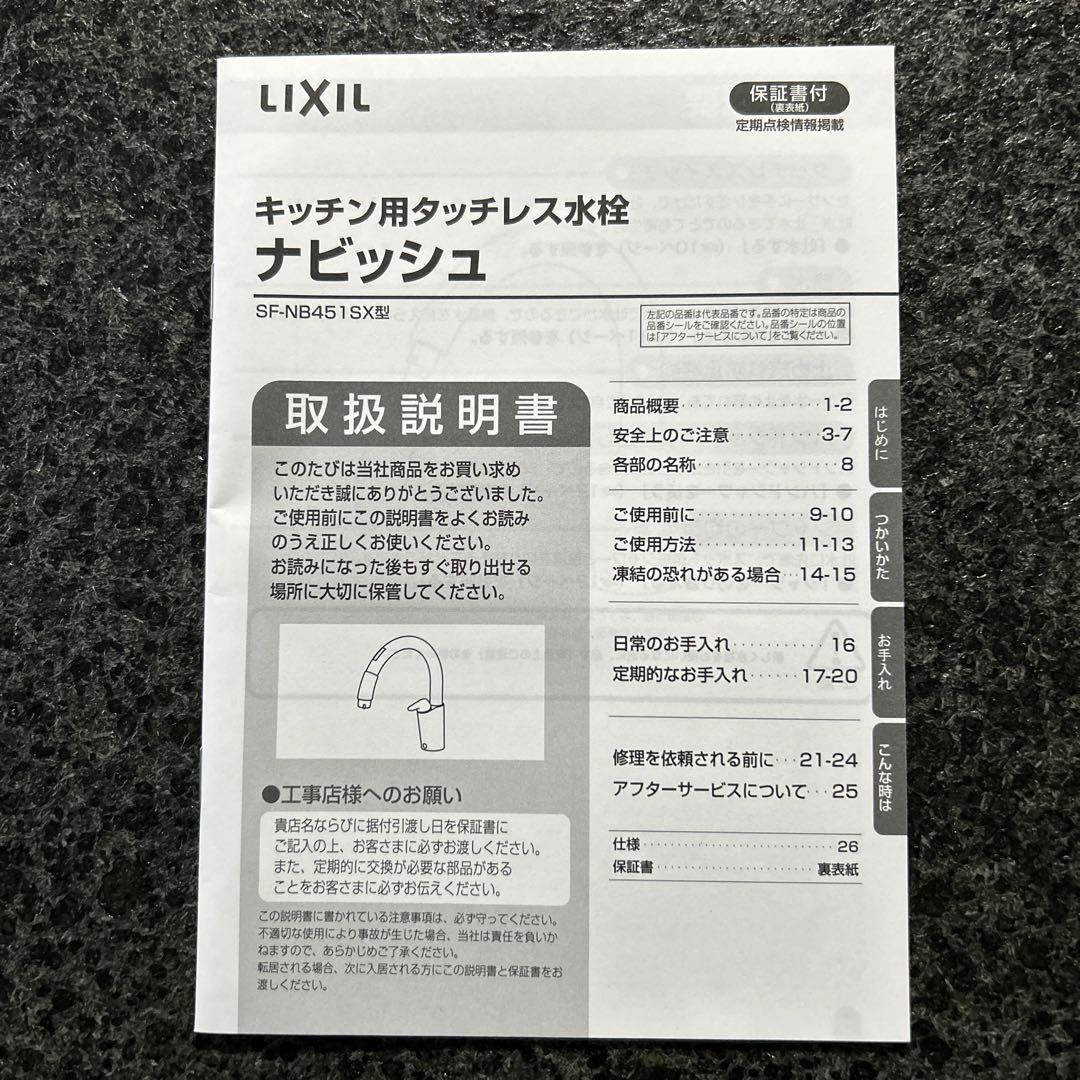 LIXIL
保証書付
(裏表紙)
定期点検情報掲載
キッチン用タッチレス水栓
ナビッシュ
SF-NB451SX型
左記の品番は代表品番です。品番の特定は商品の
品番シールをご確認ください。品番シールの位置
は「アフターサービスについて」をご覧ください。
取扱説明書
このたびは当社商品をお買い求め
いただき誠にありがとうございました。
ご使用前にこの説明書をよくお読み
のうえ正しくお使いください。
お読みになった後もすぐ取り出せる
場所に大切に保管してください。
●工事店様へのお願い
貴店名ならびに据付引渡し日を保証書に
ご記入の上、お客さまに必ずお渡しください。
また、定期的に交換が必要な部品がある
ことをお客さまに必ずお伝えください。
この説明書に書かれている注意事項は、必ず守ってください。
不適切な使用により事故が生じた場合、当社は責任を負いか
ねますので、あらかじめご了承ください。
転居される場合、次に入居される方にこの説明書と保証書をお
渡しください。
商品概要・・・・・・・・・・・・・・・1-2
安全上のご注意・・・・・・・・・・・3-7
各部の名称・・・・・・・・・・・・・・・8
はじめに
ご使用前に・・・・・・・・・・・・9-10
ご使用方法・・・・・・・・・・・11-13
凍結の恐れがある場合・・・14-15
つかいかた
日常のお手入れ・・・・・・・・・・・16
定期的なお手入れ・・・・・・17-20
お手入れ
修理を依頼される前に・・・21-24
アフターサービスについて・・・25
こんな時は
仕様・・・・・・・・・・・・・・・・・・・・・・・26
保証書・・・・・・・・・・・・・・・・・・・裏表紙